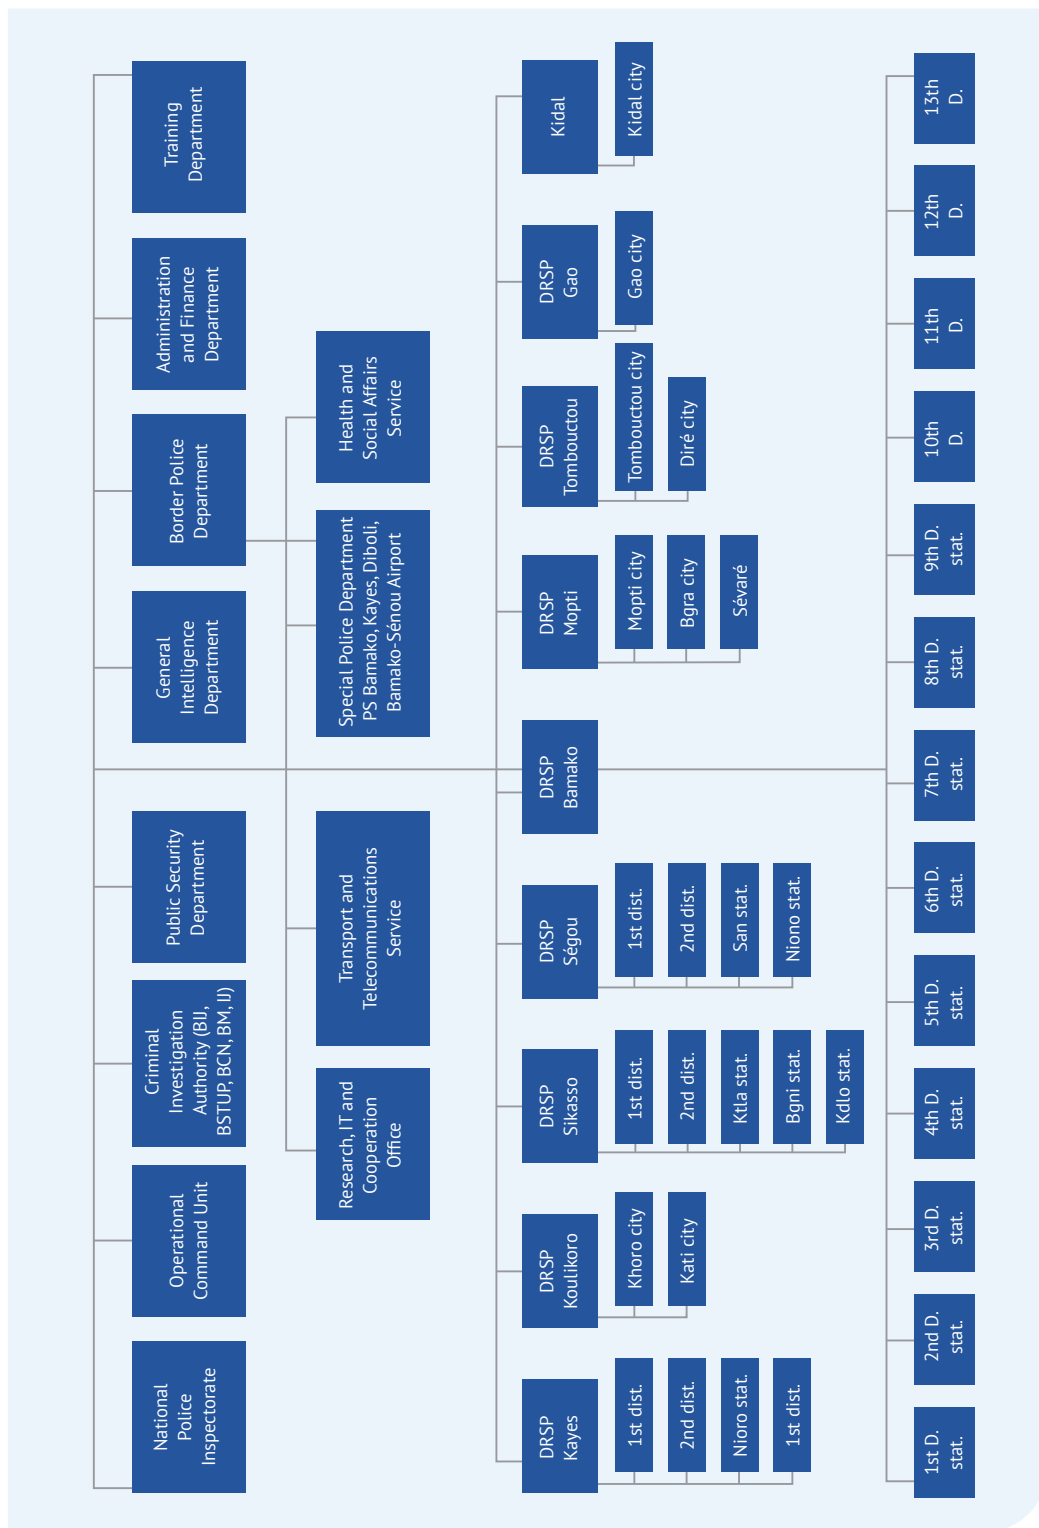 National
Police
Inspectorate
Operational
Command Unit
Criminal
Investigation
Authority (BIJ,
BSTUP, BCN, BM, IJ)
Public Security
Department
General
Intelligence
Department
Border Police
Department
Administration
and Finance
Department
Training
Department
Research, IT and
Cooperation
Office
Transport and
Telecommunications
Service
Special Police Department
PS Bamako, Kayes, Diboli,
Bamako-Sénou Airport
Health and
Social Affairs
Service
DRSP
Kayes
1st dist.
2nd dist.
Nioro stat.
1st dist.
DRSP
Koulikoro
Khoro city
Kati city
DRSP
Sikasso
1st dist.
2nd dist.
Ktla stat.
Bgni stat.
Kdlo stat.
DRSP
Ségou
1st dist.
2nd dist.
San stat.
Niono stat.
DRSP
Bamako
DRSP
Mopti
Mopti city
Bgra city
Sévaré
DRSP
Tombouctou
Tombouctou city
Diré city
DRSP
Gao
Gao city
Kidal
Kidal city
1st D.
stat.
2nd D.
stat.
3rd D.
stat.
4th D.
stat.
5th D.
stat.
6th D.
stat.
7th D.
stat.
8th D.
stat.
9th D.
stat.
10th
D.
11th
D.
12th
D.
13th
D.